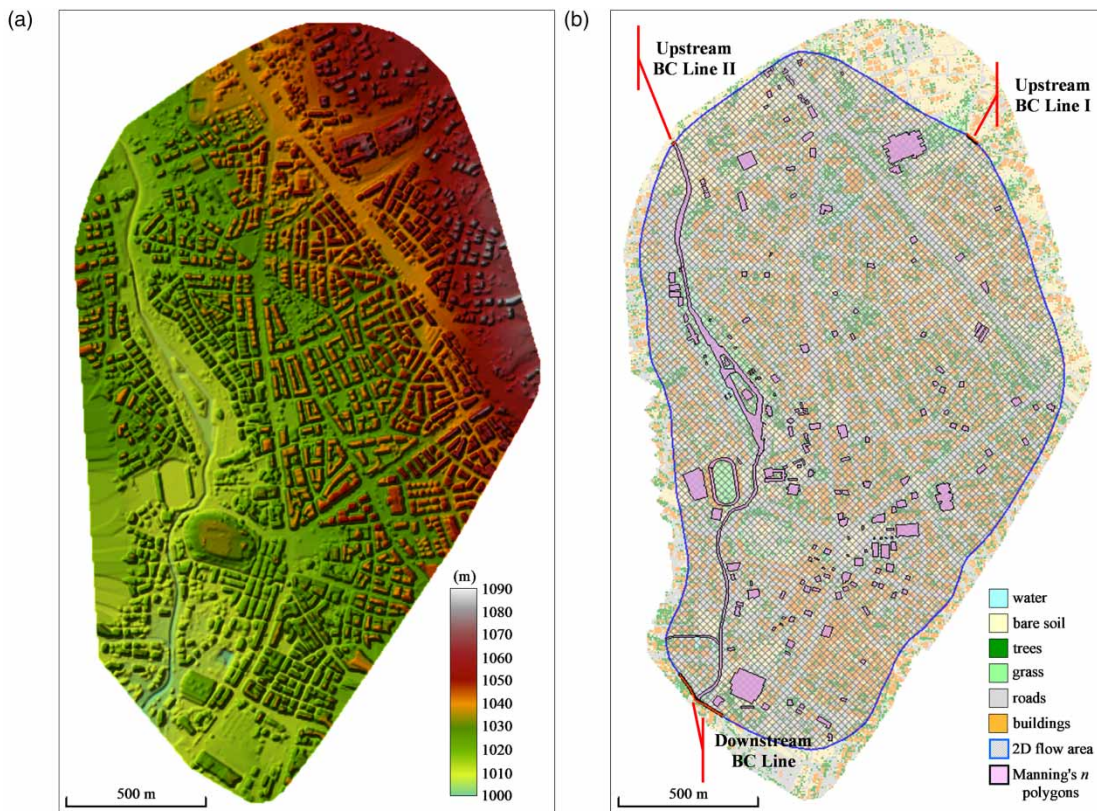 (a)
(m)
1090
1080
1070
1060
1050
1040
1030
1020
1010
1000
500 m
(b)
Upstream
BC Line II
Upstream
BC Line I
Downstream
BC Line
water
bare soil
trees
grass
roads
buildings
2D flow area
Manning's n
polygons
500 m